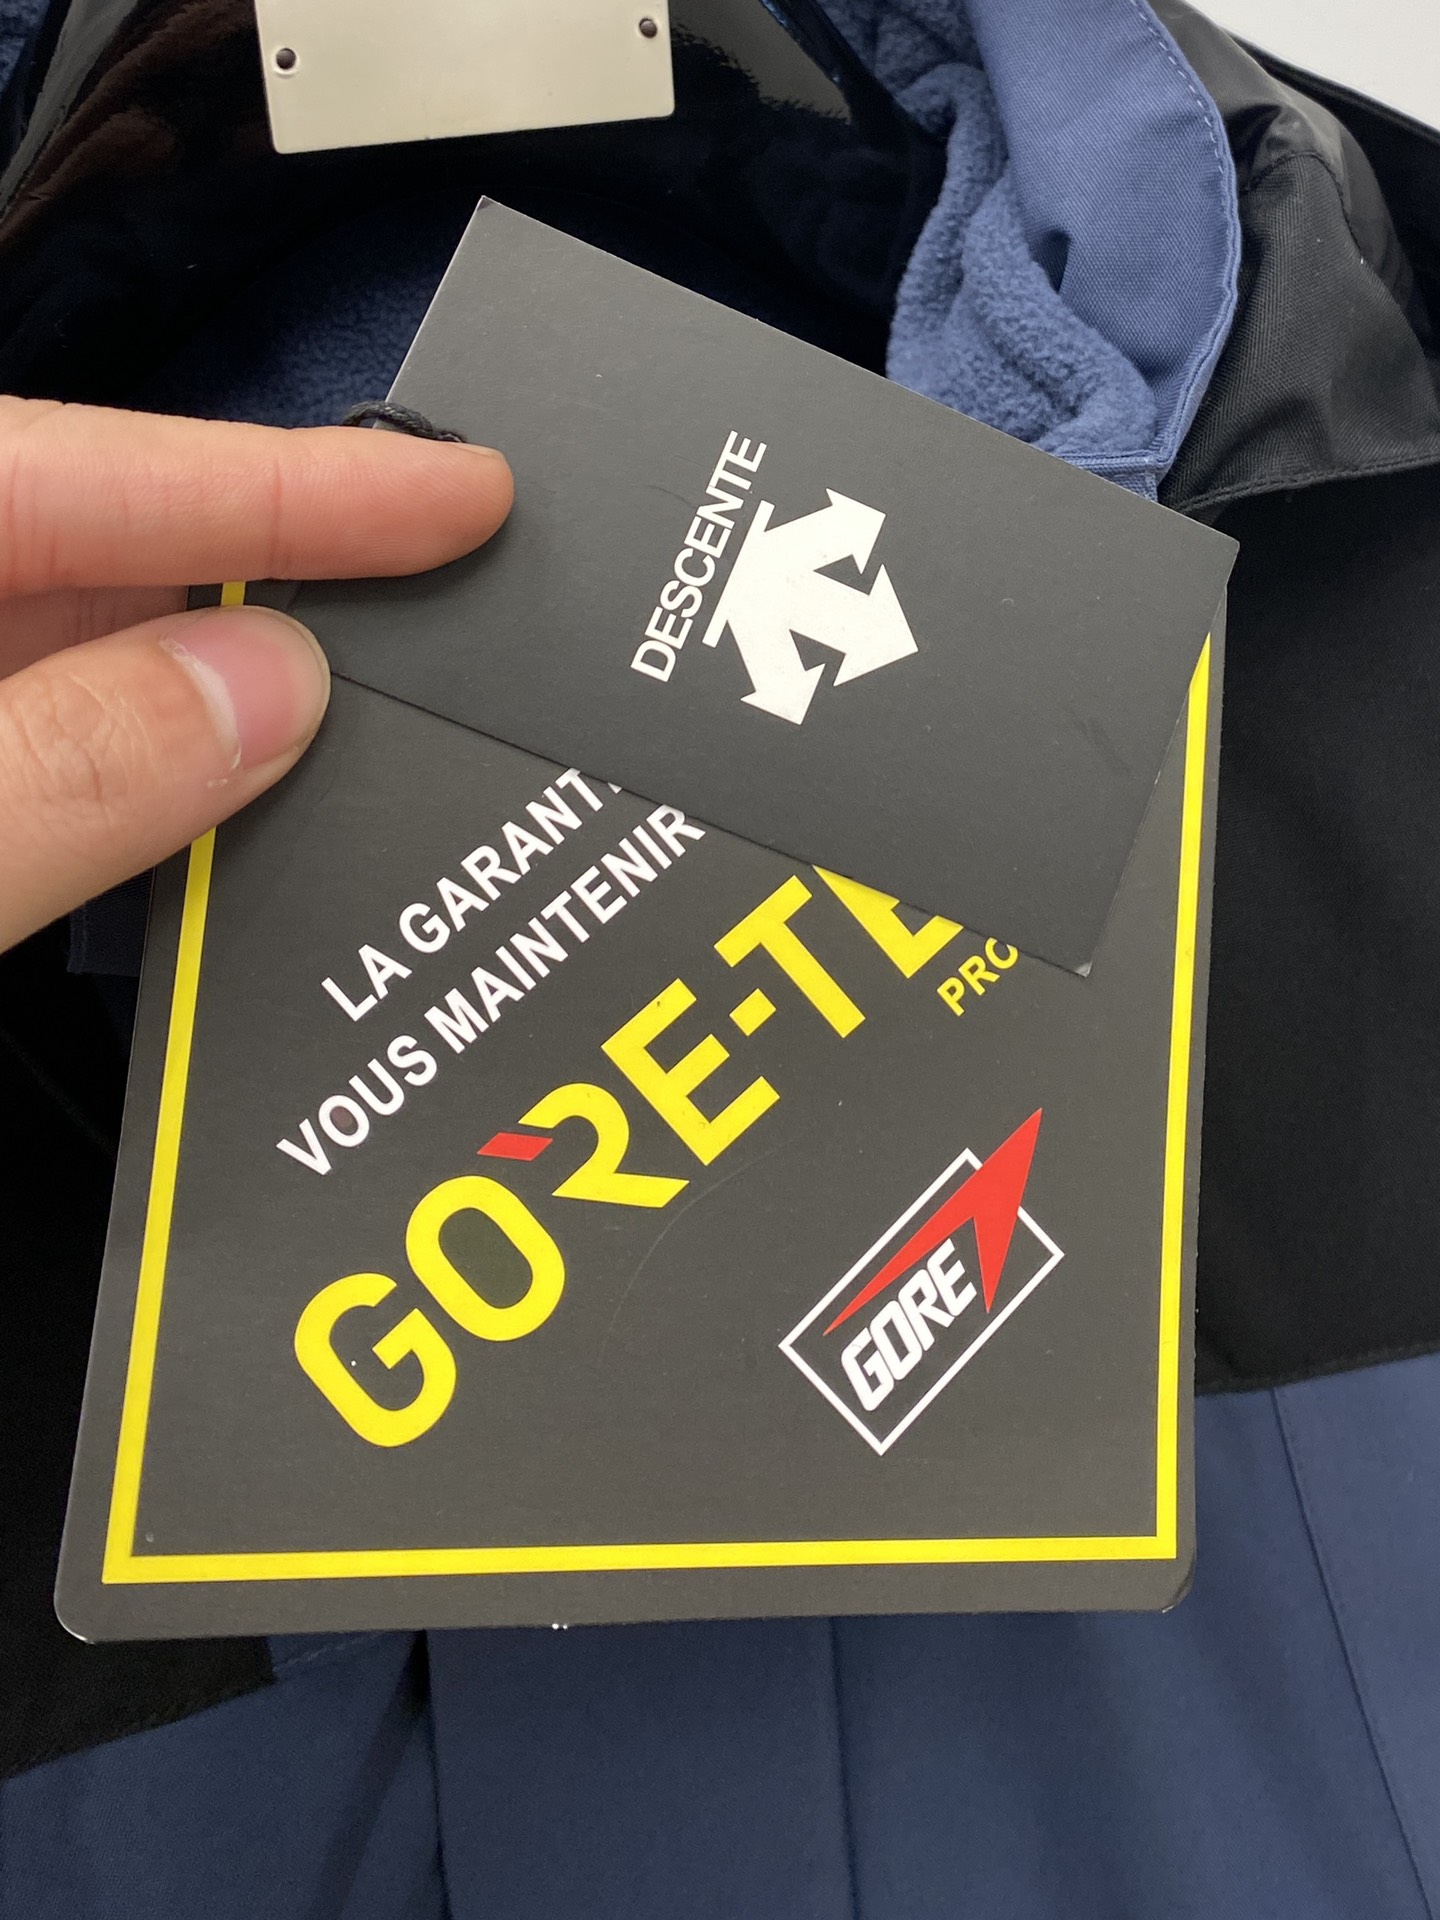 DESCENTE
LA GARANT
VOUS MAINTENIR
GORE-TE
PRO
GORE